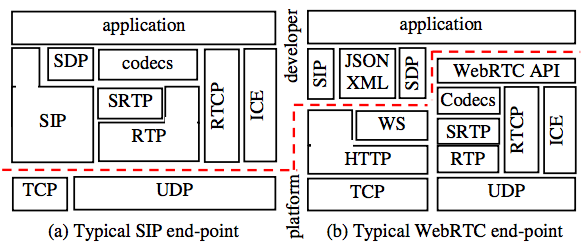 application
SDP
codecs
SIP
SRTP
RTP
RTCP
ICE
TCP
UDP
(a) Typical SIP end-point
developer
platform
application
SIP
JSON
XML
SDP
WebRTC API
WS
HTTP
Codecs
SRTP
RTP
RTCP
ICE
TCP
UDP
(b) Typical WebRTC end-point